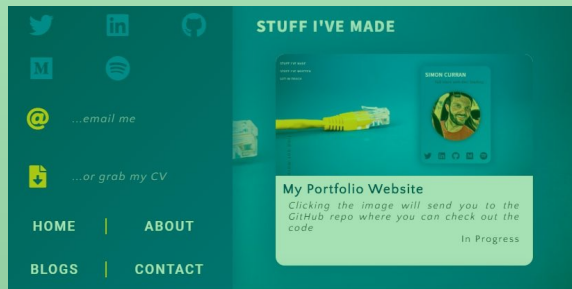 STUFF I'VE MADE
...email me
...or grab my CV
HOME | ABOUT
BLOGS | CONTACT
SIMON CURRAN
My Portfolio Website
Clicking the image will send you to the
GitHub repo where you can check out the
code
In Progress